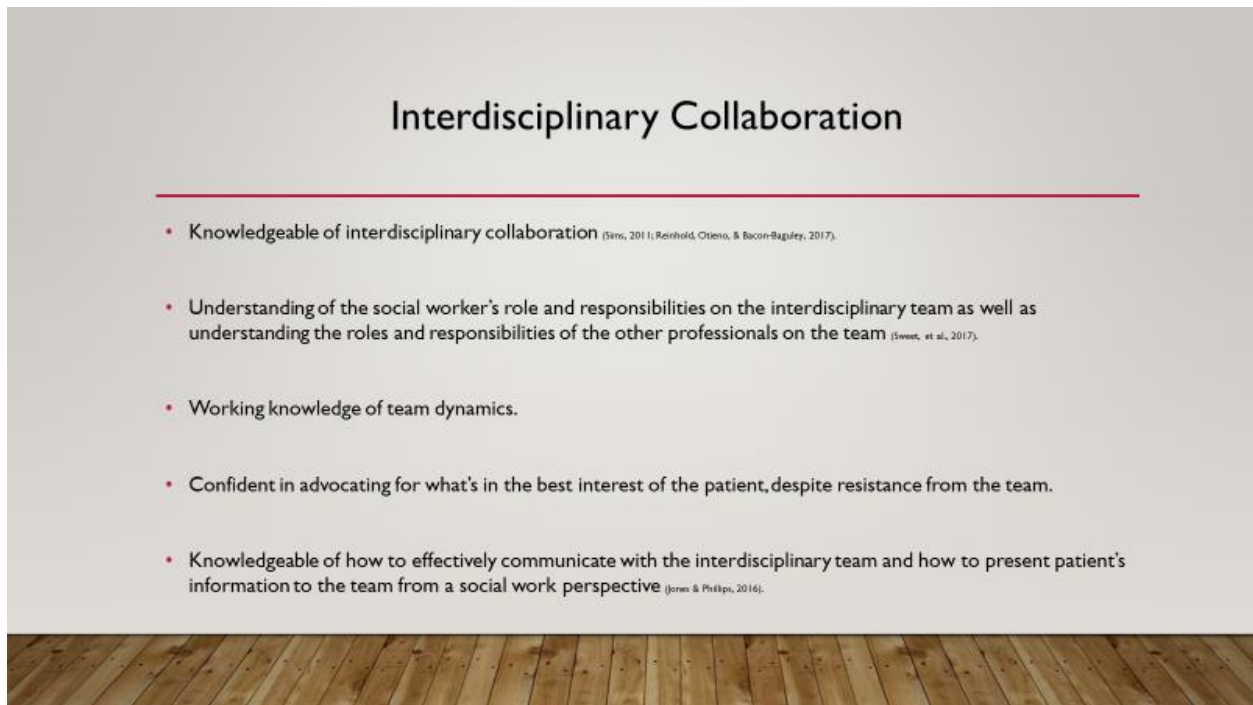 Interdisciplinary Collaboration
• Knowledgeable of interdisciplinary collaboration (Sims, 2011; Reinhold, Otieno, & Bacon-Baguley, 2017).
• Understanding of the social worker's role and responsibilities on the interdisciplinary team as well as
understanding the roles and responsibilities of the other professionals on the team (Sweet, et al., 2017).
• Working knowledge of team dynamics.
• Confident in advocating for what's in the best interest of the patient, despite resistance from the team.
• Knowledgeable of how to effectively communicate with the interdisciplinary team and how to present patient's
information to the team from a social work perspective (Jones & Phillips, 2016).